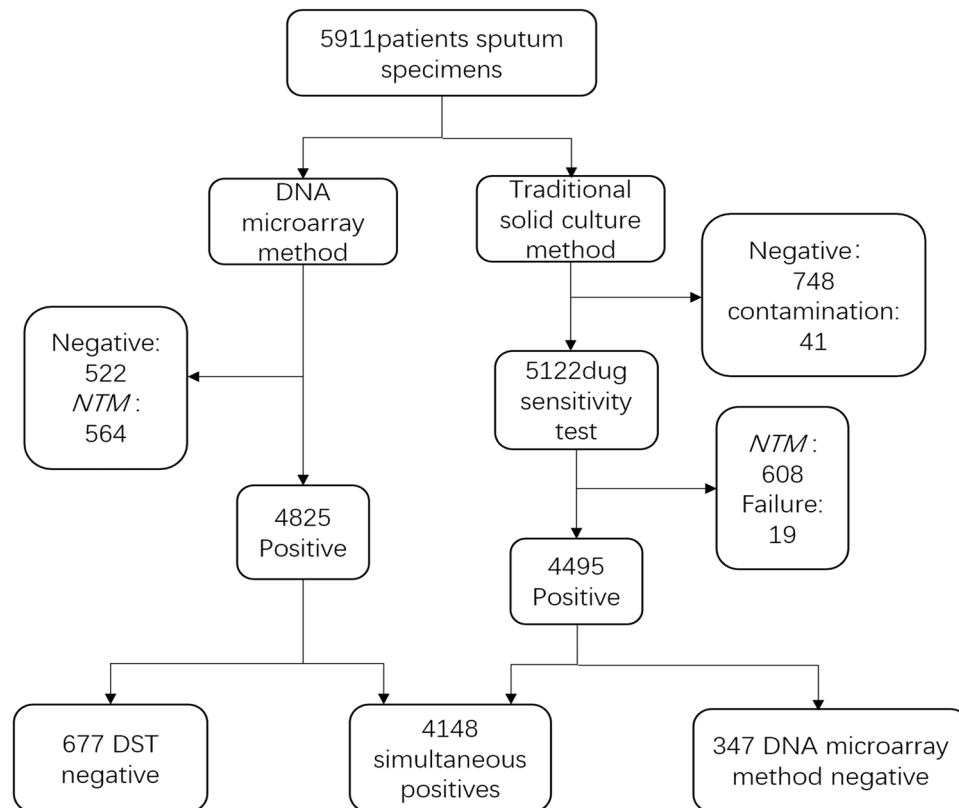 5911patients sputum
specimens
DNA
microarray
method
Traditional
solid culture
method
Negative:
748
contamination:
41
Negative:
522
NTM :
564
5122dug
sensitivity
test
NTM :
608
Failure:
19
4825
Positive
4495
Positive
677 DST
negative
4148
simultaneous
positives
347 DNA microarray
method negative